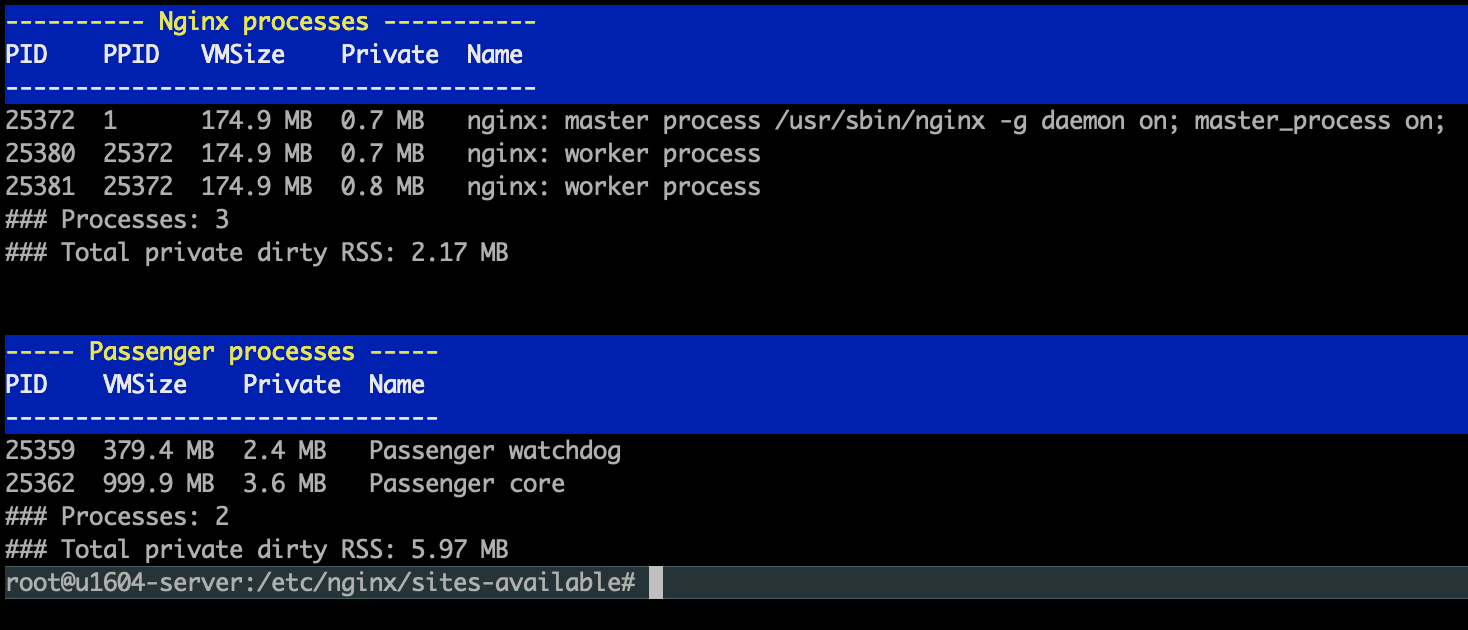 ---------- Nginx processes -----------
PID    PPID   VMSize    Private  Name
--------------------------------------
25372  1      174.9 MB  0.7 MB   nginx: master process /usr/sbin/nginx -g daemon on; master_process on;
25380  25372  174.9 MB  0.7 MB   nginx: worker process
25381  25372  174.9 MB  0.8 MB   nginx: worker process
### Processes: 3
### Total private dirty RSS: 2.17 MB
----- Passenger processes -----
PID    VMSize    Private  Name
-------------------------------
25359  379.4 MB  2.4 MB   Passenger watchdog
25362  999.9 MB  3.6 MB   Passenger core
### Processes: 2
### Total private dirty RSS: 5.97 MB
root@u1604-server:/etc/nginx/sites-available#